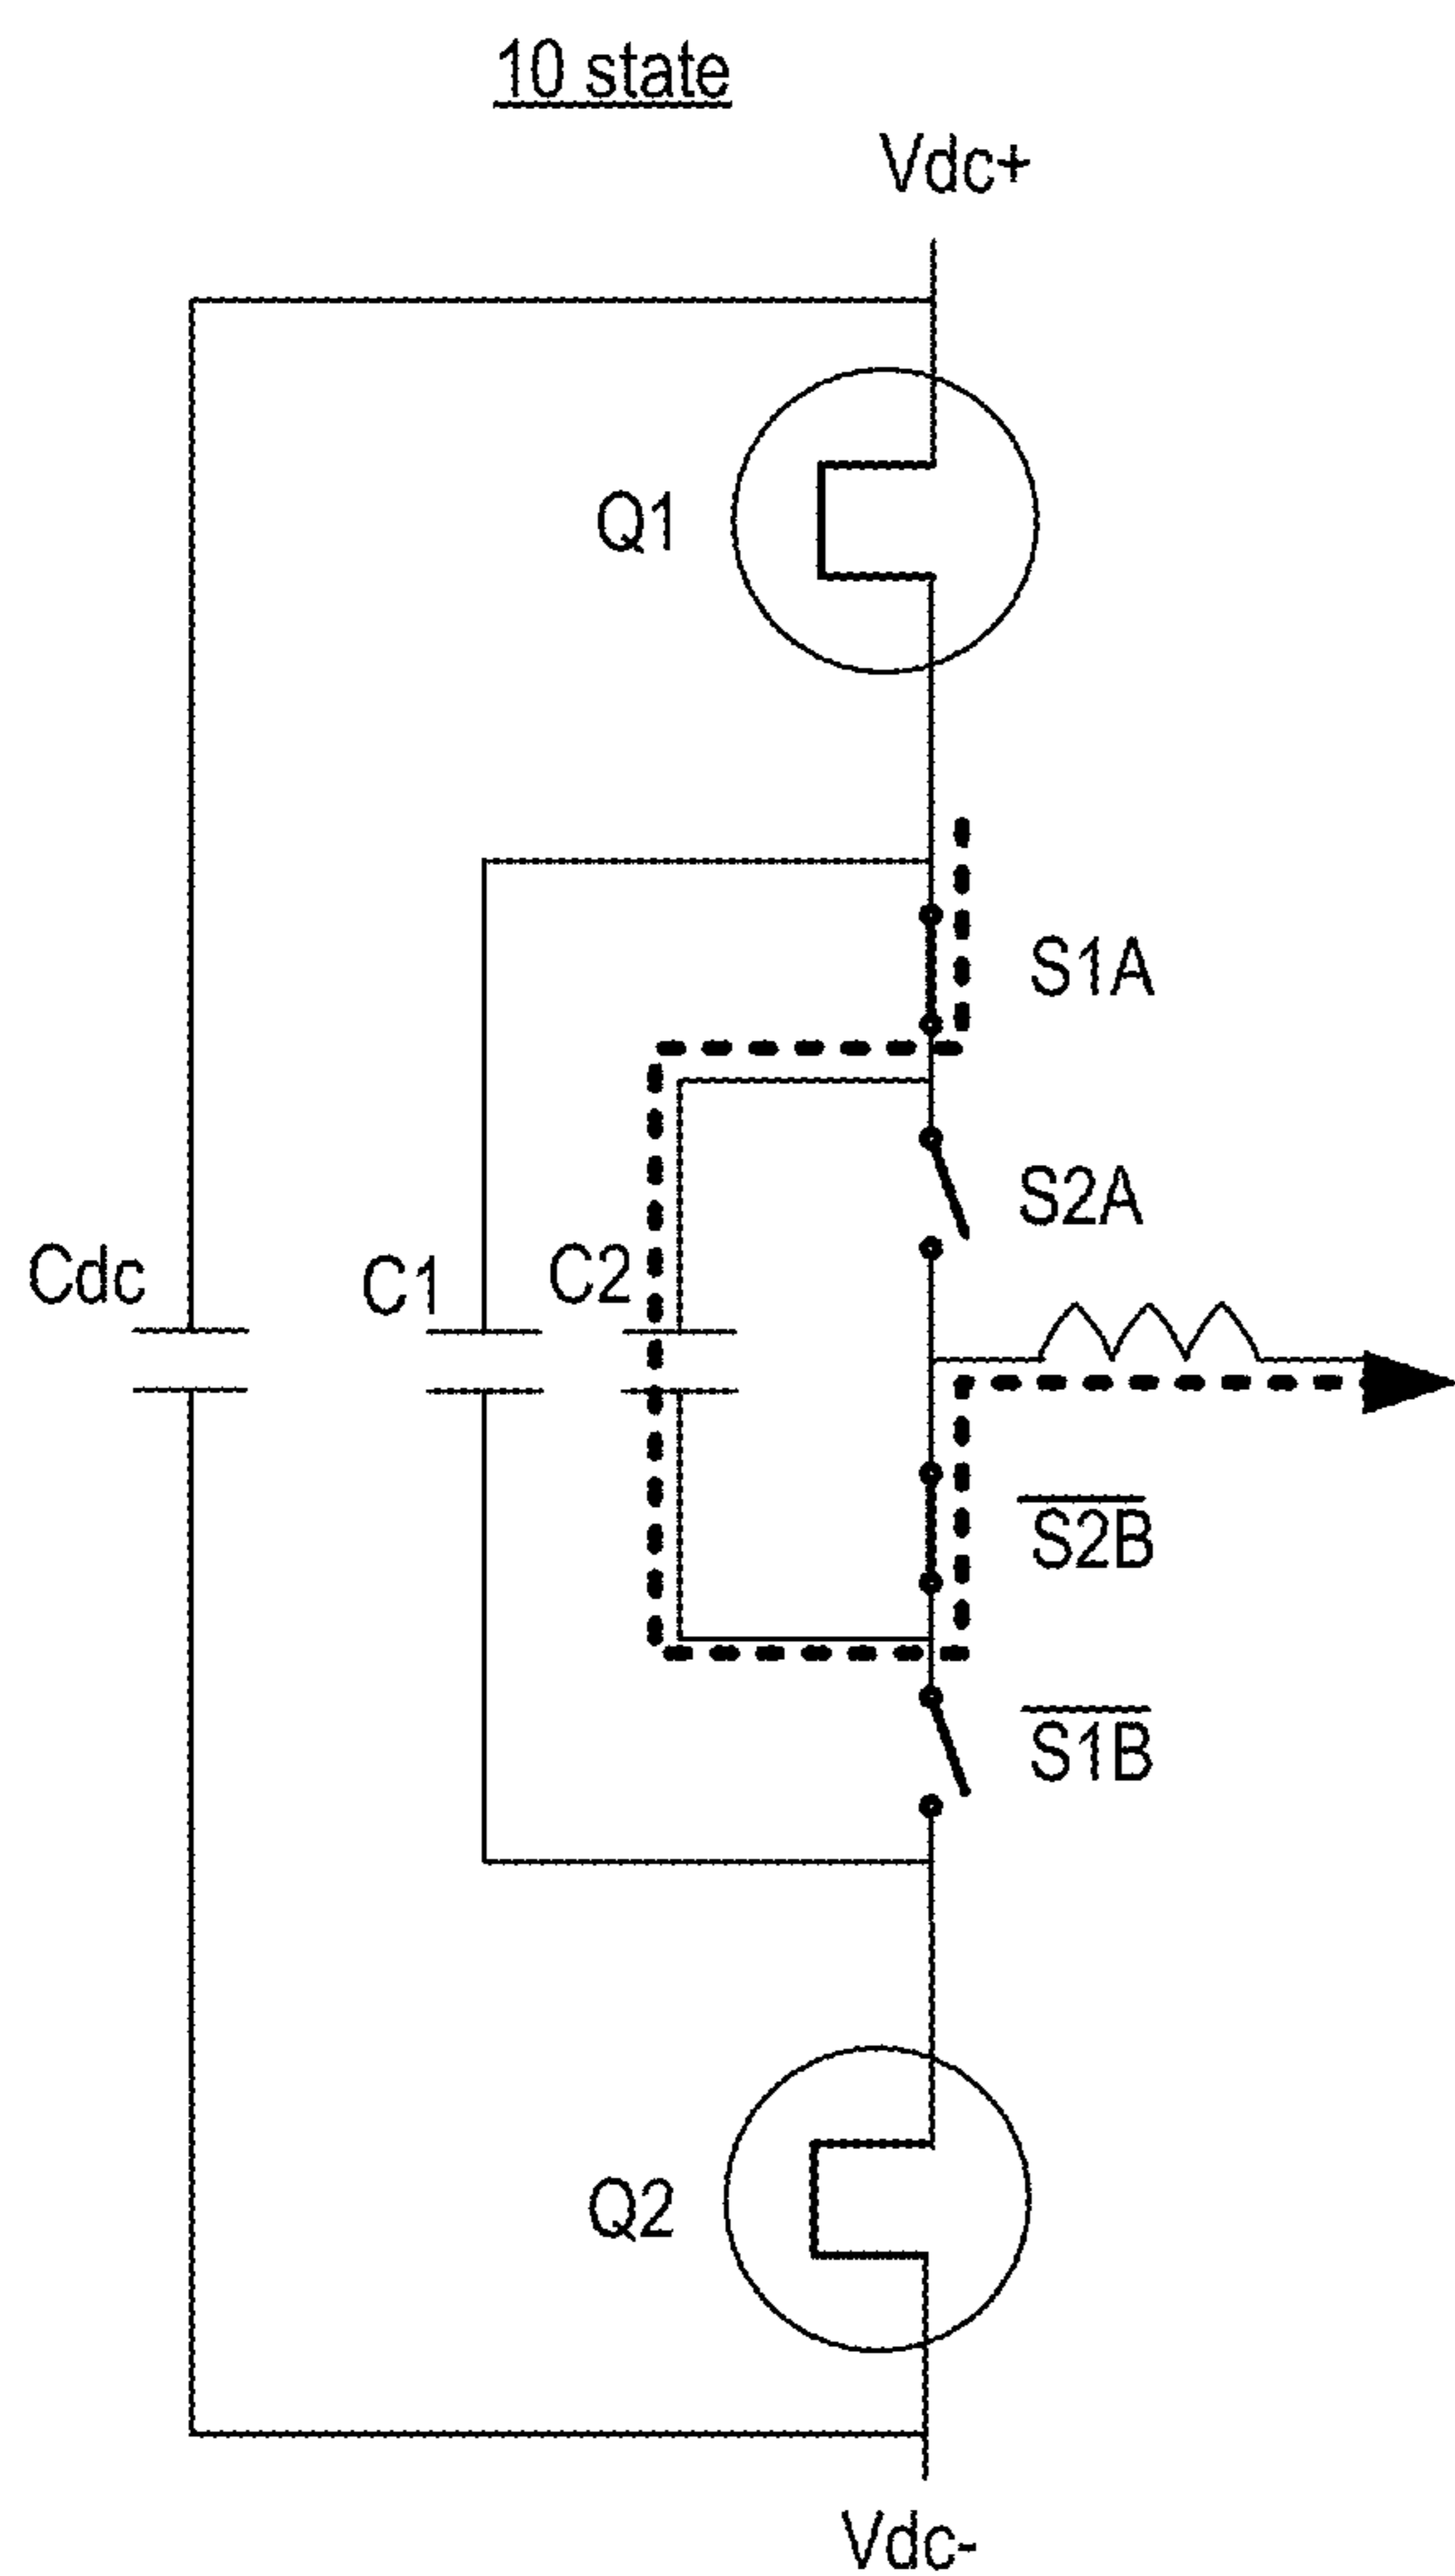 10 state
Vdc+
Q1
S1A
S2A
Cdc
C1
C2
S2B
S1B
Q2
Vdc-